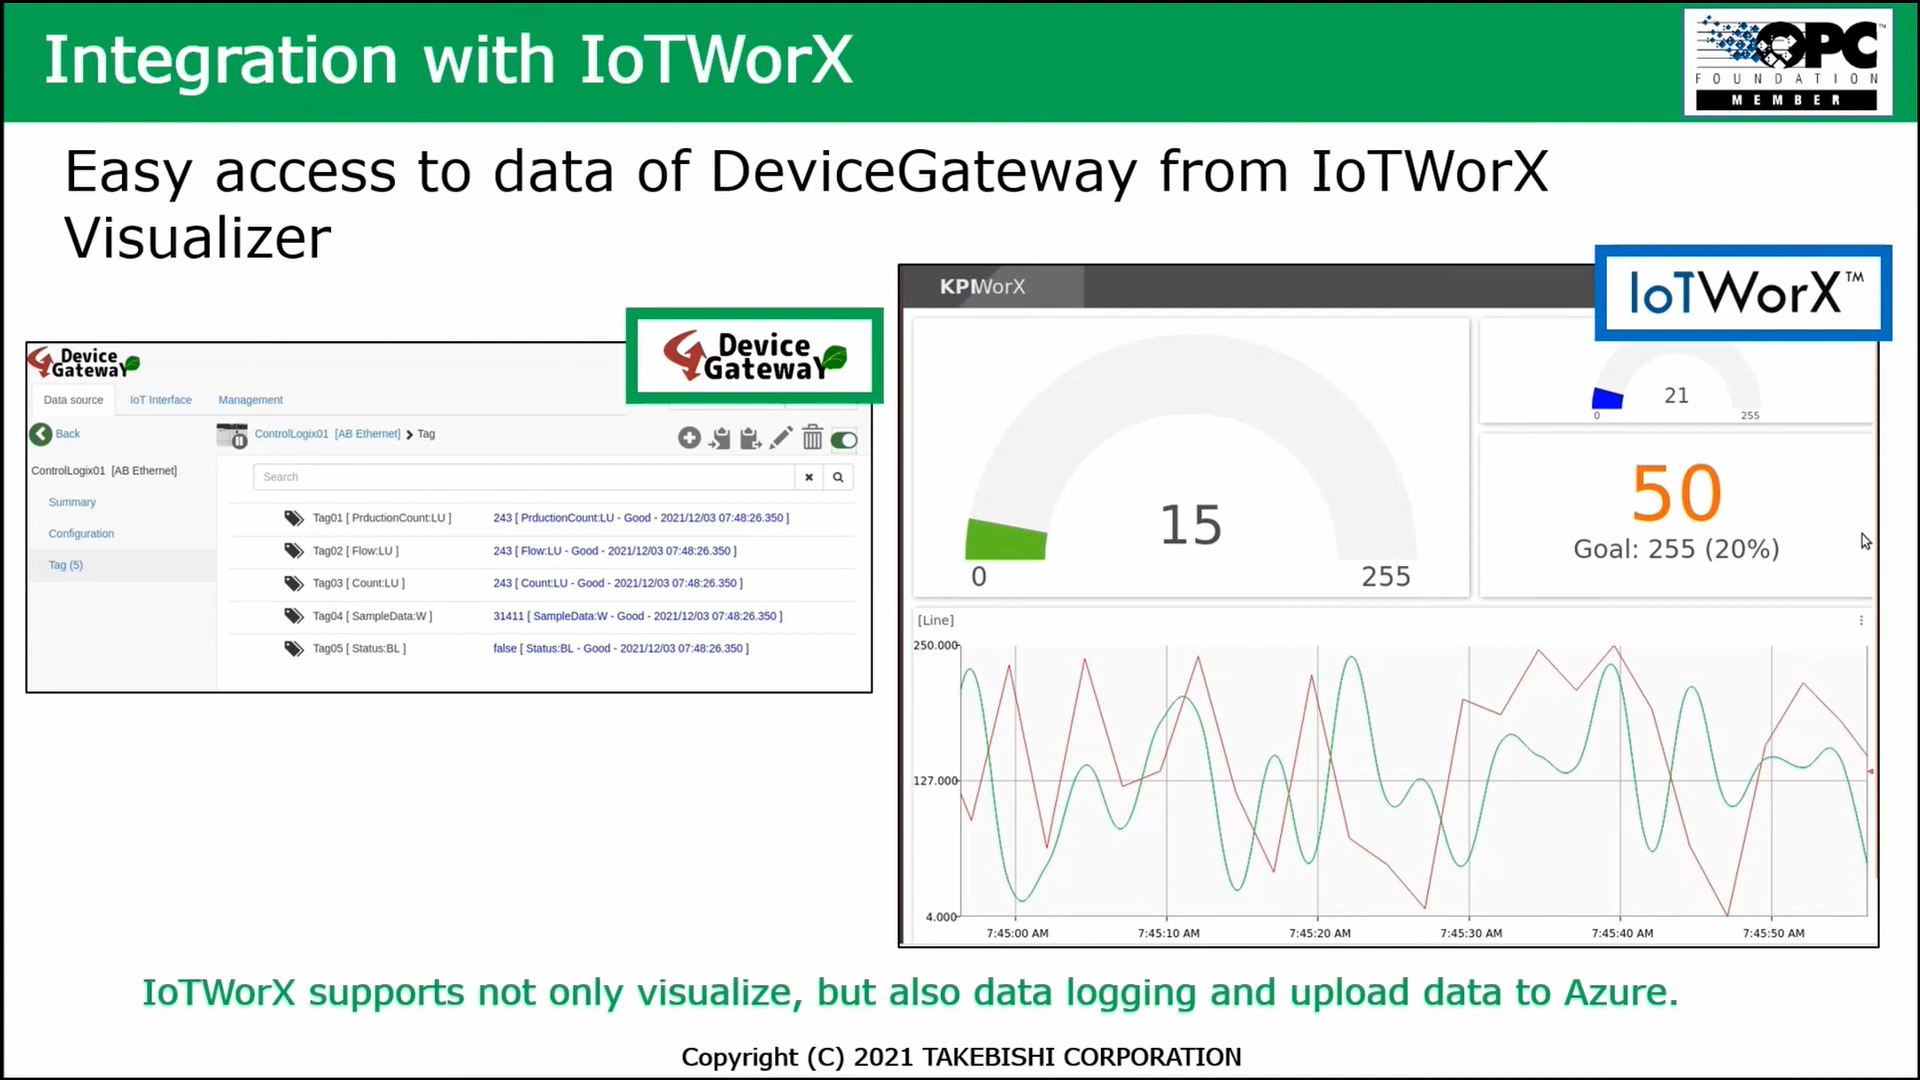 Integration with IoTWorX
OPC™
FOUNDATION
MEMBER
Easy access to data of DeviceGateway from IoTWorX
Visualizer
Device
Gateway
Device
Gateway
Data source
IoT Interface
Management
Back
ControlLogix01 [AB Ethernet] > Tag
ControlLogix01 [AB Ethernet]
Summary
Configuration
Tag (5)
Search
Tag01 [ PrductionCount:LU ] 243 [ PrductionCount:LU - Good - 2021/12/03 07:48:26.350 ]
Tag02 [ Flow:LU ] 243 [ Flow:LU - Good - 2021/12/03 07:48:26.350 ]
Tag03 [ Count:LU ] 243 [ Count:LU - Good - 2021/12/03 07:48:26.350 ]
Tag04 [ SampleData:W ] 31411 [ SampleData:W - Good - 2021/12/03 07:48:26.350 ]
Tag05 [ Status:BL ] false [ Status:BL - Good - 2021/12/03 07:48:26.350 ]
KPIWorX
IoTWorX™
15
0 255
21
0 255
50
Goal: 255 (20%)
[Line]
250.000
127.000
4.000
7:45:00 AM 7:45:10 AM 7:45:20 AM 7:45:30 AM 7:45:40 AM 7:45:50 AM
IoTWorX supports not only visualize, but also data logging and upload data to Azure.
Copyright (C) 2021 TAKEBISHI CORPORATION